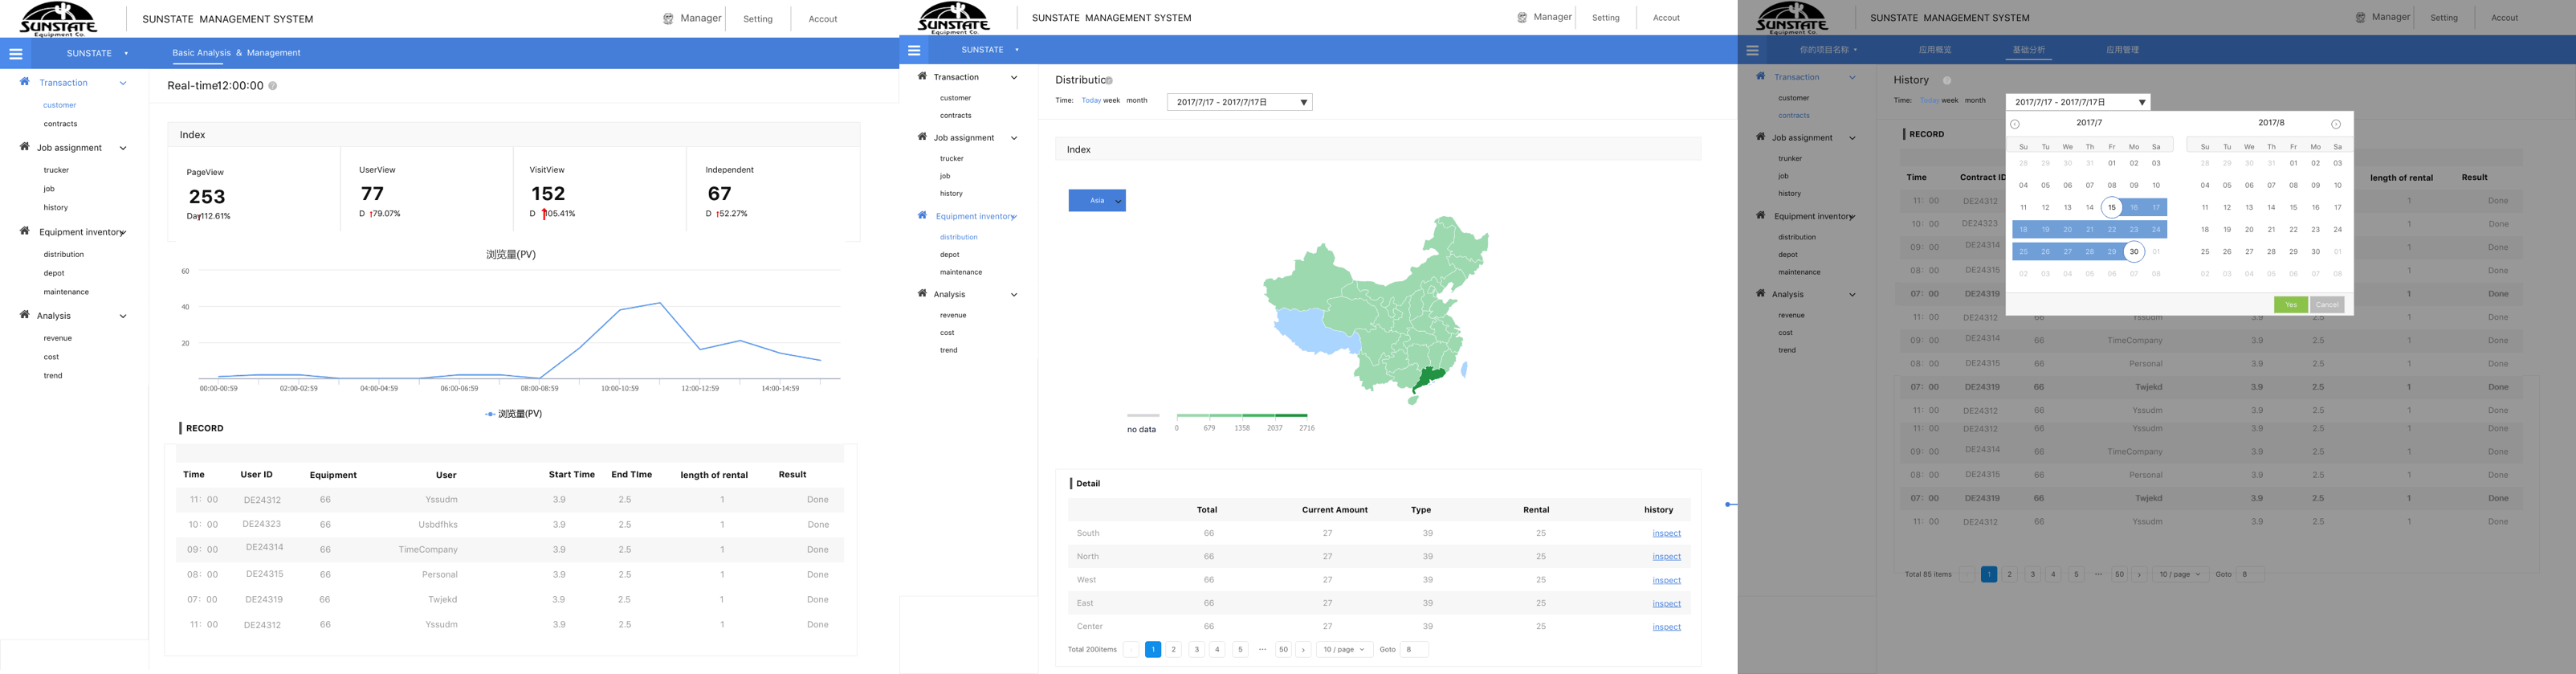 SUNSTATE
Equipment Co.
SUNSTATE MANAGEMENT SYSTEM
Manager
Setting
Accout
SUNSTATE
Basic Analysis & Management
Transaction
customer
contracts
Job assignment
trucker
job
history
Equipment inventory
distribution
depot
maintenance
Analysis
revenue
cost
trend
Real-time12:00:00
Index
PageView
253
Day112.61%
UserView
77
D 179.07%
VisitView
152
D 105.41%
Independent
67
D 152.27%
浏览量(PV)
60
40
20
00:00-00:59 02:00-02:59 04:00-04:59 06:00-06:59 08:00-08:59 10:00-10:59 12:00-12:59 14:00-14:59
浏览量(PV)
RECORD
Time User ID Equipment User Start Time End TIme length of rental Result
11: 00 DE24312 66 Yssudm 3.9 2.5 1 Done
10: 00 DE24323 66 Usbdfhks 3.9 2.5 1 Done
09: 00 DE24314 66 TimeCompany 3.9 2.5 1 Done
08: 00 DE24315 66 Personal 3.9 2.5 1 Done
07: 00 DE24319 66 Twjekd 3.9 2.5 1 Done
11: 00 DE24312 66 Yssudm 3.9 2.5 1 Done
SUNSTATE
Equipment Co.
SUNSTATE MANAGEMENT SYSTEM
Manager
Setting
Accout
SUNSTATE
Transaction
customer
contracts
Job assignment
trucker
job
history
Equipment inventory
distribution
depot
maintenance
Analysis
revenue
cost
trend
Distributic
Time: Today week month
2017/7/17 - 2017/7/17日
Index
Asia
no data
0 679 1358 2037 2716
Detail
Total Current Amount Type Rental history
South 66 27 39 25 inspect
North 66 27 39 25 inspect
West 66 27 39 25 inspect
East 66 27 39 25 inspect
Center 66 27 39 25 inspect
Total 200items 1 2 3 4 5 ··· 50 > 10 / page Goto 8
SUNSTATE
Equipment Co.
SUNSTATE MANAGEMENT SYSTEM
Manager
Setting
Accout
你的项目名称
应用概览
基础分析
应用管理
Transaction
customer
contracts
Job assignment
trunker
job
history
Equipment inventory
distribution
depot
maintenance
Analysis
revenue
cost
trend
History
Time: Today week month
2017/7/17 - 2017/7/17日
2017/7
Su Tu We Th Fr Mo Sa
28 29 30 31 01 02 03
04 05 06 07 08 09 10
11 12 13 14 15 16 17
18 19 20 21 22 23 24
25 26 27 28 29 30 01
02 03 04 05 06 07 08
2017/8
Su Tu We Th Fr Mo Sa
28 29 30 31 01 02 03
04 05 06 07 08 09 10
11 12 13 14 15 16 17
18 19 20 21 22 23 24
25 26 27 28 29 30 01
02 03 04 05 06 07 08
Yes
Cancel
RECORD
Time Contract ID length of rental Result
11: 00 DE24312 1 Done
10: 00 DE24323 1 Done
09: 00 DE24314 1 Done
08: 00 DE24315 1 Done
07: 00 DE24319 1 Done
11: 00 DE24312 66 Yssudm 3.9 2.5 1 Done
09: 00 DE24314 66 TimeCompany 3.9 2.5 1 Done
08: 00 DE24315 66 Personal 3.9 2.5 1 Done
07: 00 DE24319 66 Twjekd 3.9 2.5 1 Done
11: 00 DE24312 66 Yssudm 3.9 2.5 1 Done
11: 00 DE24312 66 Yssudm 3.9 2.5 1 Done
09: 00 DE24314 66 TimeCompany 3.9 2.5 1 Done
08: 00 DE24315 66 Personal 3.9 2.5 1 Done
07: 00 DE24319 66 Twjekd 3.9 2.5 1 Done
11: 00 DE24312 66 Yssudm 3.9 2.5 1 Done
Total 85 items 1 2 3 4 5 ··· 50 > 10 / page Goto 8